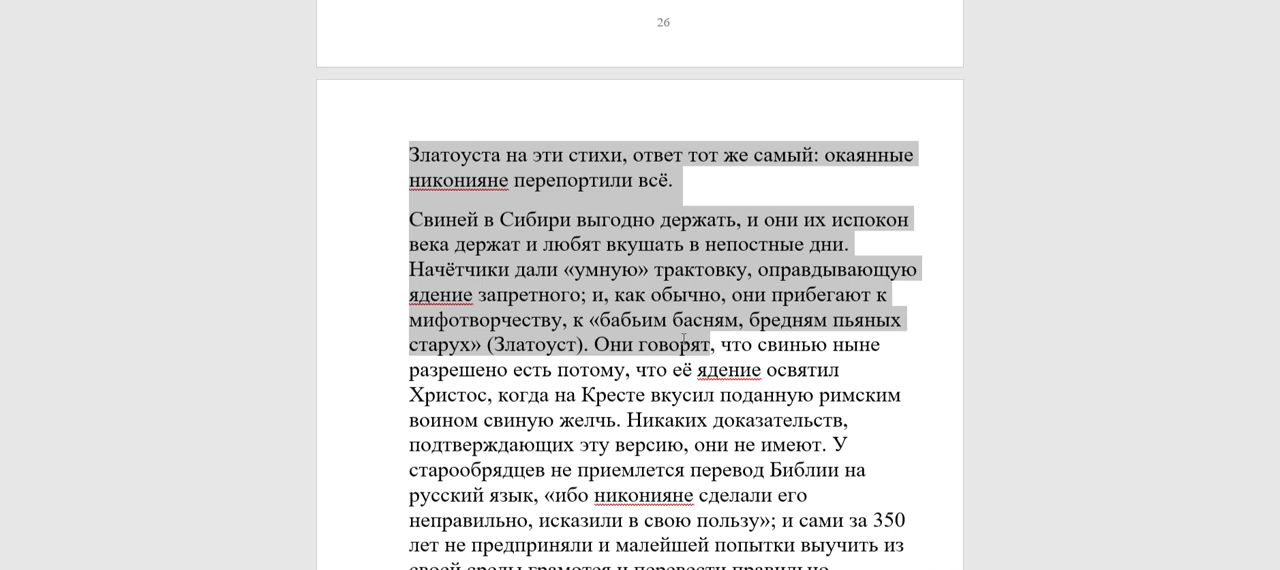 26
Златоуста на эти стихи, ответ тот же самый: окаянные
никонияне перепортили всё.
Свиней в Сибири выгодно держать, и они их испокон
века держат и любят вкушать в непостные дни.
Начётчики дали «умную» трактовку, оправдывающую
ядение запретного; и, как обычно, они прибегают к
мифотворчеству, к «бабьим басням, бредням пьяных
старух» (Златоуст). Они говорят, что свинью ныне
разрешено есть потому, что её ядение освятил
Христос, когда на Кресте вкусил поданную римским
воином свиную желчь. Никаких доказательств,
подтверждающих эту версию, они не имеют. У
старообрядцев не приемлется перевод Библии на
русский язык, «ибо никонияне сделали его
неправильно, исказили в свою пользу»; и сами за 350
лет не предприняли и малейшей попытки выучить из
своей среды грамотея и перевести правильно